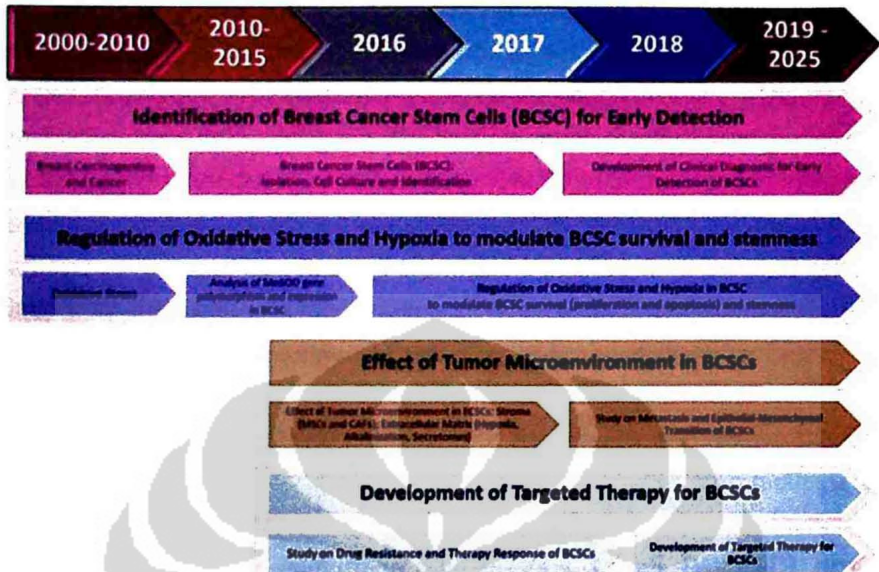 2000-2010
2010-
2015
2016
2017
2018
2019 -
2025
Identification of Breast Cancer Stem Cells (BCSC) for Early Detection
Breast Carcinogenesis
and Cancer
Breast Cancer Stem Cells (BCSC):
Isolation, Cell Culture and Identification
Development of Clinical Diagnostic for Early
Detection of BCSCs
Regulation of Oxidative Stress and Hypoxia to modulate BCSC survival and stemness
Oxidative Stress
Analysis of MnSOD gene
polymorphism and expression
in BCSC
Regulation of Oxidative Stress and Hypoxia in BCSC
to modulate BCSC survival (proliferation and apoptosis) and stemness
Effect of Tumor Microenvironment in BCSCs
Effect of Tumor Microenvironment in BCSCs: Stroma
(MSCs and CAFs); Extracellular Matrix (Hypoxia,
Alkalinisation, Secretomes)
Study on Metastasis and Epithelial-Mesenchymal
Transition of BCSCs
Development of Targeted Therapy for BCSCs
Study on Drug Resistance and Therapy Response of BCSCs
Development of Targeted Therapy for
BCSCs